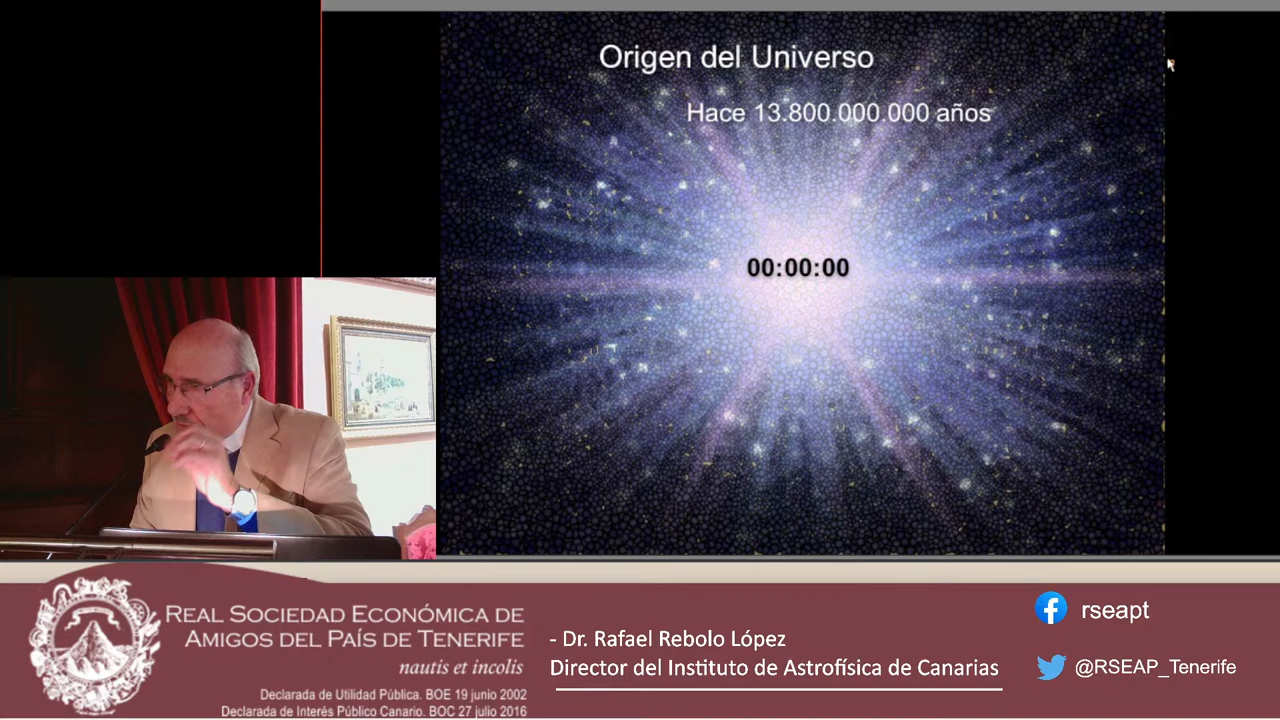 Origen del Universo
Hace 13.800.000.000 años
00:00:00
REAL SOCIEDAD ECONÓMICA DE
AMIGOS DEL PAÍS DE TENERIFE
nautis et incolis
Declarada de Utilidad Pública. BOE 19 junio 2002
Declarada de Interés Público Canario. BOC 27 julio 2016
- Dr. Rafael Rebolo López
Director del Instituto de Astrofísica de Canarias
rseapt
@RSEAP_Tenerife